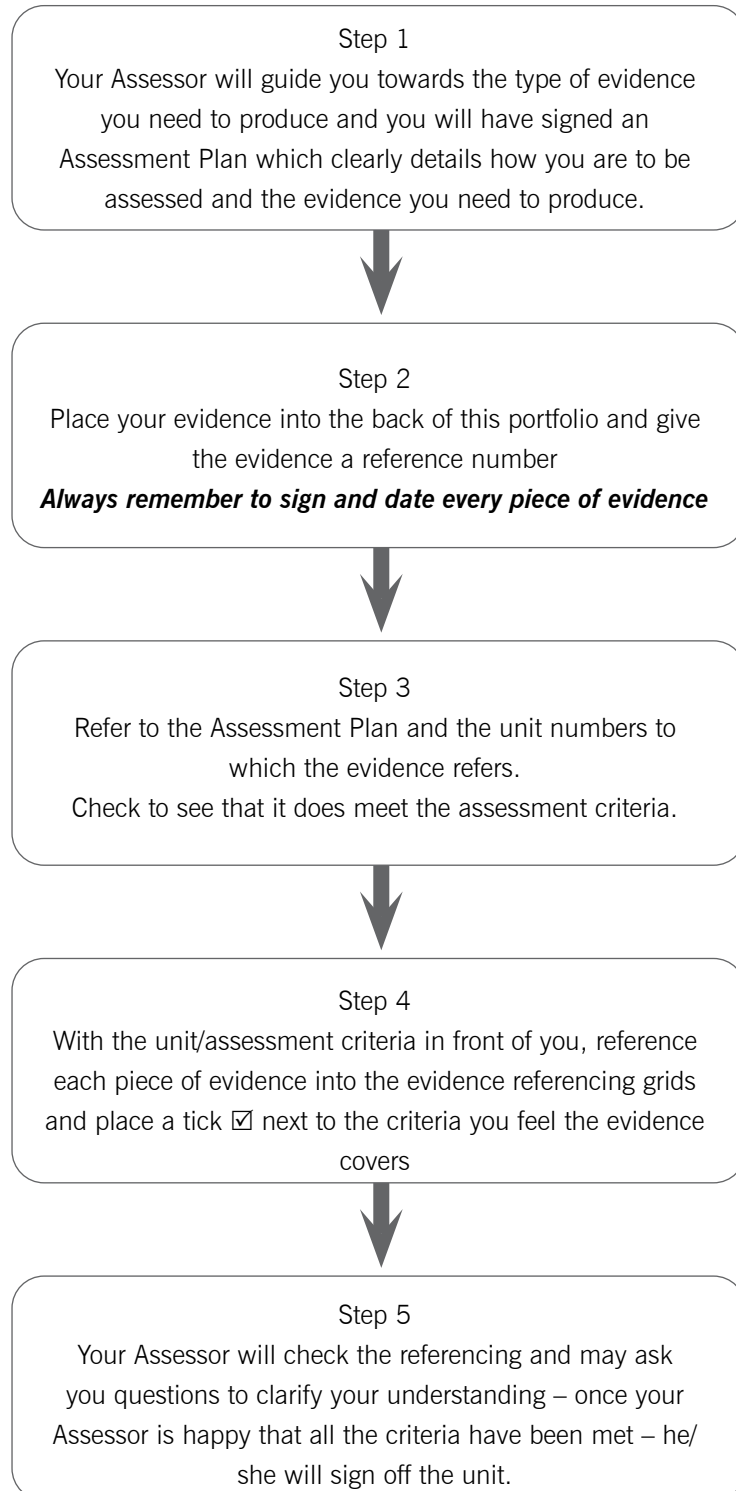 Step 1
Your Assessor will guide you towards the type of evidence
you need to produce and you will have signed an
Assessment Plan which clearly details how you are to be
assessed and the evidence you need to produce.
Step 2
Place your evidence into the back of this portfolio and give
the evidence a reference number
Always remember to sign and date every piece of evidence
Step 3
Refer to the Assessment Plan and the unit numbers to
which the evidence refers.
Check to see that it does meet the assessment criteria.
Step 4
With the unit/assessment criteria in front of you, reference
each piece of evidence into the evidence referencing grids
and place a tick ☑ next to the criteria you feel the evidence
covers
Step 5
Your Assessor will check the referencing and may ask
you questions to clarify your understanding – once your
Assessor is happy that all the criteria have been met – he/
she will sign off the unit.